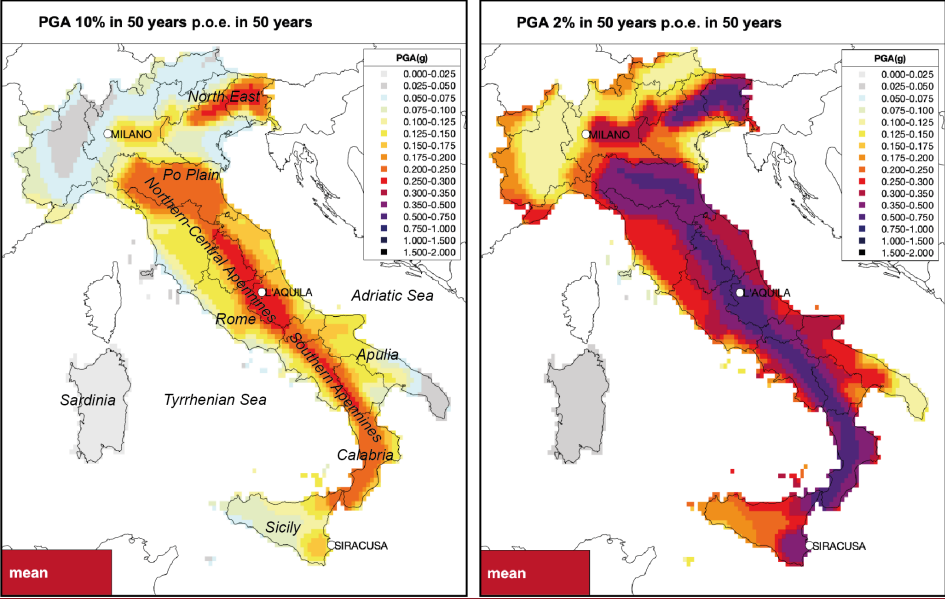 PGA 10% in 50 years p.o.e. in 50 years
PGA(g)
0.000-0.025
0.025-0.050
0.050-0.075
0.075-0.100
0.100-0.125
0.125-0.150
0.150-0.175
0.175-0.200
0.200-0.250
0.250-0.300
0.300-0.350
0.350-0.500
0.500-0.750
0.750-1.000
1.000-1.500
1.500-2.000
North East
MILANO
Po Plain
Northern-Central Apennines
L'AQUILA
Adriatic Sea
Rome
Southern Apennines
Apulia
Sardinia
Tyrrhenian Sea
Calabria
Sicily
SIRACUSA
mean
PGA 2% in 50 years p.o.e. in 50 years
PGA(g)
0.000-0.025
0.025-0.050
0.050-0.075
0.075-0.100
0.100-0.125
0.125-0.150
0.150-0.175
0.175-0.200
0.200-0.250
0.250-0.300
0.300-0.350
0.350-0.500
0.500-0.750
0.750-1.000
1.000-1.500
1.500-2.000
MILANO
L'AQUILA
SIRACUSA
mean